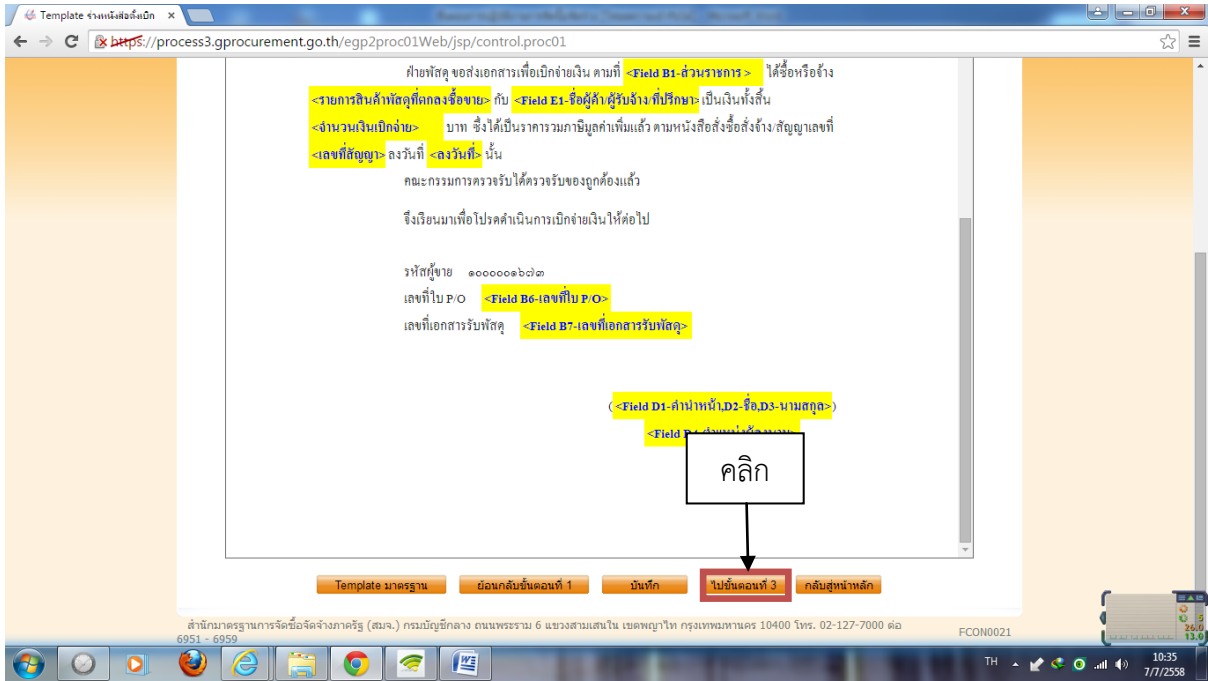 Template ร่างหนังสือตั้งเบิก
https://process3.gprocurement.go.th/egp2proc01Web/jsp/control.proc01
ฝ่ายพัสดุ ขอส่งเอกสารเพื่อเบิกจ่ายเงิน ตามที่ <Field B1-ส่วนราชการ > ได้ซื้อหรือจ้าง
<รายการสินค้าพัสดุที่ตกลงซื้อขาย> กับ <Field E1-ชื่อผู้ค้า/ผู้รับจ้าง/ที่ปรึกษา> เป็นเงินทั้งสิ้น
<จำนวนเงินเบิกจ่าย> บาท ซึ่งได้เป็นราคารวมภาษีมูลค่าเพิ่มแล้ว ตามหนังสือสั่งซื้อสั่งจ้าง/สัญญาเลขที่
<เลขที่สัญญา> ลงวันที่ <ลงวันที่> นั้น
คณะกรรมการตรวจรับได้ตรวจรับของถูกต้องแล้ว
จึงเรียนมาเพื่อโปรดดำเนินการเบิกจ่ายเงินให้ต่อไป
รหัสผู้ขาย ๑๐๐๐๐๐๑๖๗๓
เลขที่ใบ P/O <Field B6-เลขที่ใบ P/O>
เลขที่เอกสารรับพัสดุ <Field B7-เลขที่เอกสารรับพัสดุ>
( <Field D1-คำนำหน้า,D2-ชื่อ,D3-นามสกุล>)
<Field
คลิก
Template มาตรฐาน ย้อนกลับขั้นตอนที่ 1 บันทึก ไปขั้นตอนที่ 3 กลับสู่หน้าหลัก
สำนักมาตรฐานการจัดซื้อจัดจ้างภาครัฐ (สมจ.) กรมบัญชีกลาง ถนนพระราม 6 แขวงสามเสนใน เขตพญาไท กรุงเทพมหานคร 10400 โทร. 02-127-7000 ต่อ
6951 - 6959
FCON0021
26.0
13.0
TH
10:35
7/7/2558